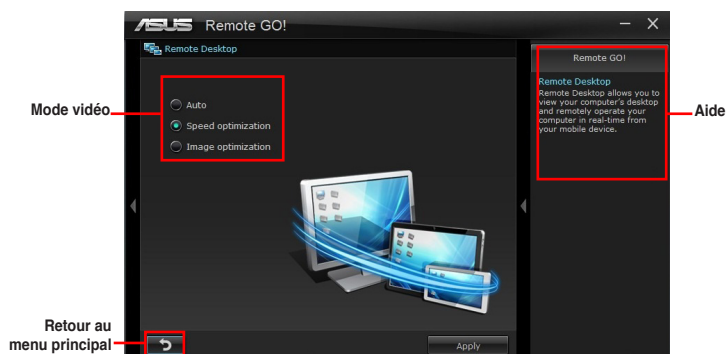 ASUS Remote GO!
Remote Desktop
Mode vidéo
Auto
Speed optimization
Image optimization
Remote GO!
Remote Desktop
Remote Desktop allows you to
view your computer's desktop
and remotely operate your
computer in real-time from
your mobile device.
Aide
Retour au
menu principal
Apply